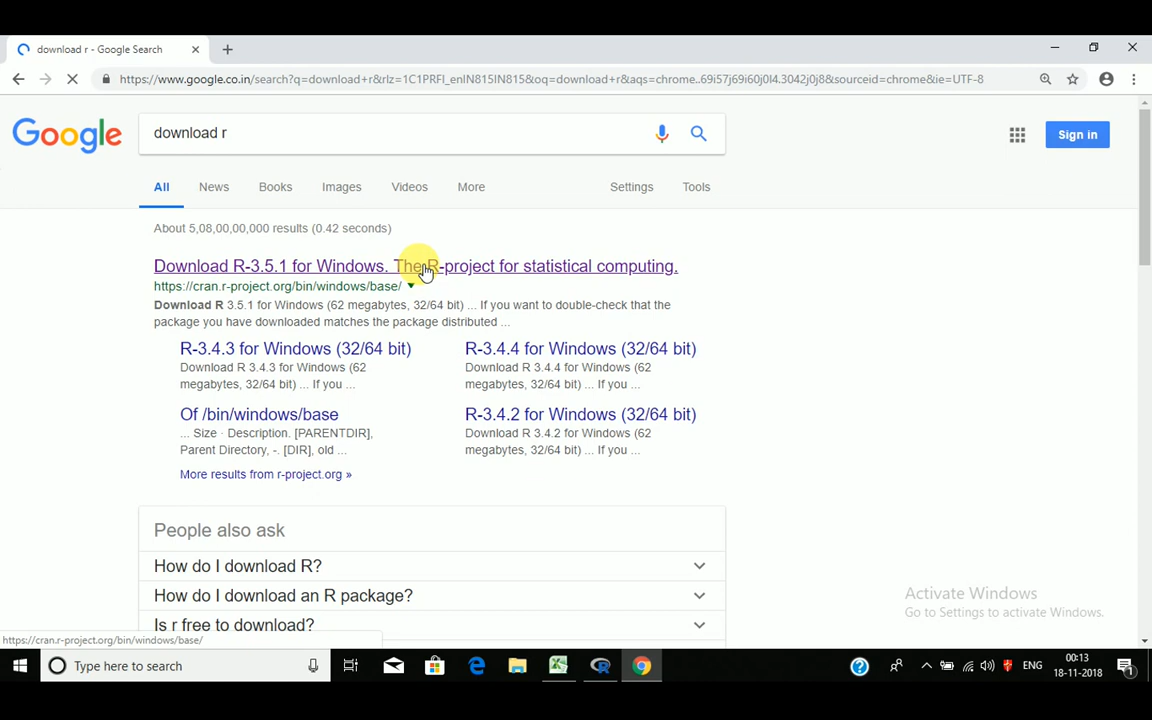 download r - Google Search
https://www.google.co.in/search?q=download+r&rlz=1C1PRFI_enIN815IN815&oq=download+r&aqs=chrome..69i57j69i60j0l4.3042j0j8&sourceid=chrome&ie=UTF-8
Google
download r
Sign in
All News Books Images Videos More Settings Tools
About 5,08,00,00,000 results (0.42 seconds)
Download R-3.5.1 for Windows. The R-project for statistical computing.
https://cran.r-project.org/bin/windows/base/
Download R 3.5.1 for Windows (62 megabytes, 32/64 bit) ... If you want to double-check that the
package you have downloaded matches the package distributed ...
R-3.4.3 for Windows (32/64 bit)
Download R 3.4.3 for Windows (62
megabytes, 32/64 bit) ... If you ...
R-3.4.4 for Windows (32/64 bit)
Download R 3.4.4 for Windows (62
megabytes, 32/64 bit) ... If you ...
Of /bin/windows/base
... Size · Description. [PARENTDIR],
Parent Directory, -. [DIR], old ...
R-3.4.2 for Windows (32/64 bit)
Download R 3.4.2 for Windows (62
megabytes, 32/64 bit) ... If you ...
More results from r-project.org »
People also ask
How do I download R?
How do I download an R package?
Is r free to download?
Activate Windows
Go to Settings to activate Windows.
https://cran.r-project.org/bin/windows/base/
Type here to search
ENG
00:13
18-11-2018
1